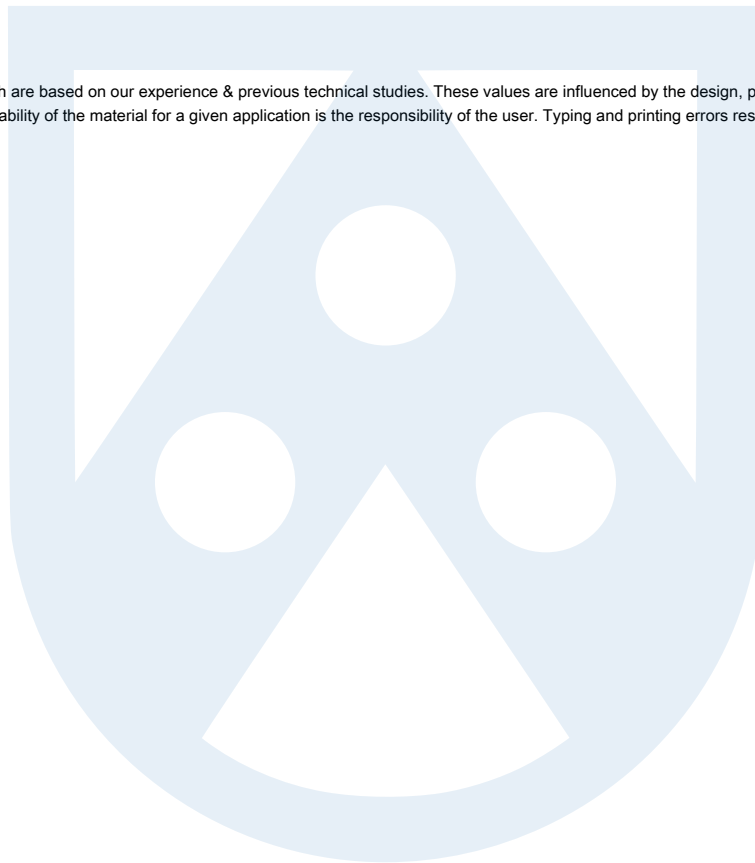 h are based on our experience & previous technical studies. These values are influenced by the design, p
ability of the material for a given application is the responsibility of the user. Typing and printing errors res